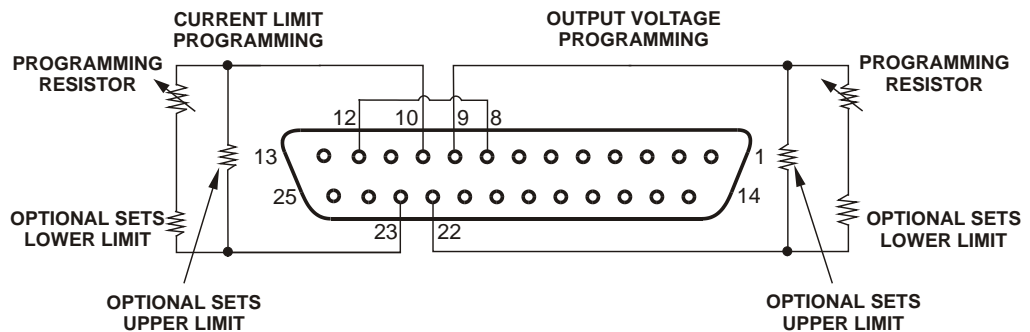 CURRENT LIMIT
PROGRAMMING
OUTPUT VOLTAGE
PROGRAMMING
PROGRAMMING
RESISTOR
PROGRAMMING
RESISTOR
12
10
9
8
13
1
25
14
23
22
OPTIONAL SETS
LOWER LIMIT
OPTIONAL SETS
LOWER LIMIT
OPTIONAL SETS
UPPER LIMIT
OPTIONAL SETS
UPPER LIMIT